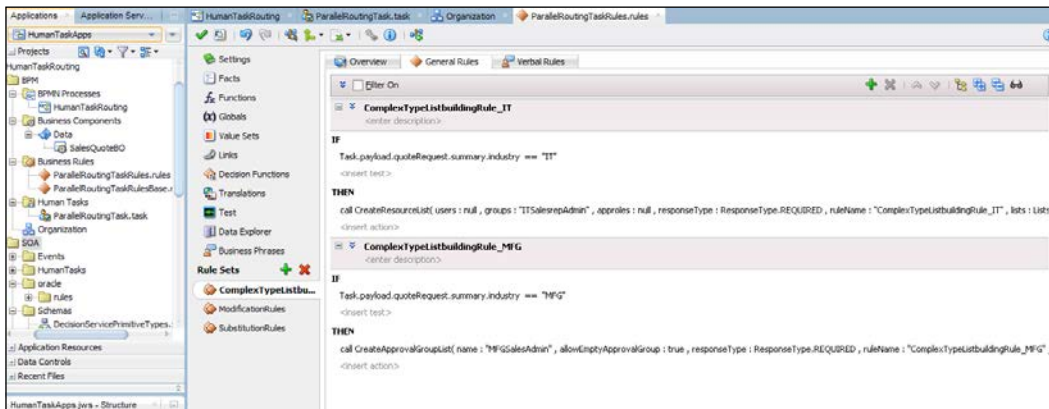 Applications
Application Serv...
HumanTaskRouting
ParalelRoutingTask.task
Organization
ParalelRoutingTaskRules.rules
HumanTaskApps
Projects
HumanTaskRouting
BPM
BPMN Processes
HumanTaskRouting
Business Components
Data
SalesQuoteBO
Business Rules
ParallelRoutingTaskRules.rules
ParallelRoutingTaskRulesBase.r
Human Tasks
ParallelRoutingTask.task
Organization
SOA
Events
HumanTasks
oracle
rules
Schemas
DecisionServicePrimitiveTypes.
Application Resources
Data Controls
Recent Files
HumanTaskApps.jws - Structure
Settings
Facts
Functions
Globals
Value Sets
Links
Decision Functions
Translations
Test
Data Explorer
Business Phrases
Rule Sets
ComplexTypeListbu...
ModificationRules
SubstitutionRules
Overview
General Rules
Verbal Rules
Filter On
ComplexTypeListbuildingRule_IT
<enter description>
IF
Task.payload.quoteRequest.summary.industry == "IT"
<insert test>
THEN
call CreateResourceList( users : null , groups : "ITSalesrepAdmin" , approles : null , responseType : ResponseType.REQUIRED , ruleName : "ComplexTypeListbuildingRule_IT" , lists : Lists
<insert action>
ComplexTypeListbuildingRule_MFG
<enter description>
IF
Task.payload.quoteRequest.summary.industry == "MFG"
<insert test>
THEN
call CreateApprovalGroupList( name : "MFGSalesAdmin" , allowEmptyApprovalGroup : true , responseType : ResponseType.REQUIRED , ruleName : "ComplexTypeListbuildingRule_MFG" ,
<insert action>